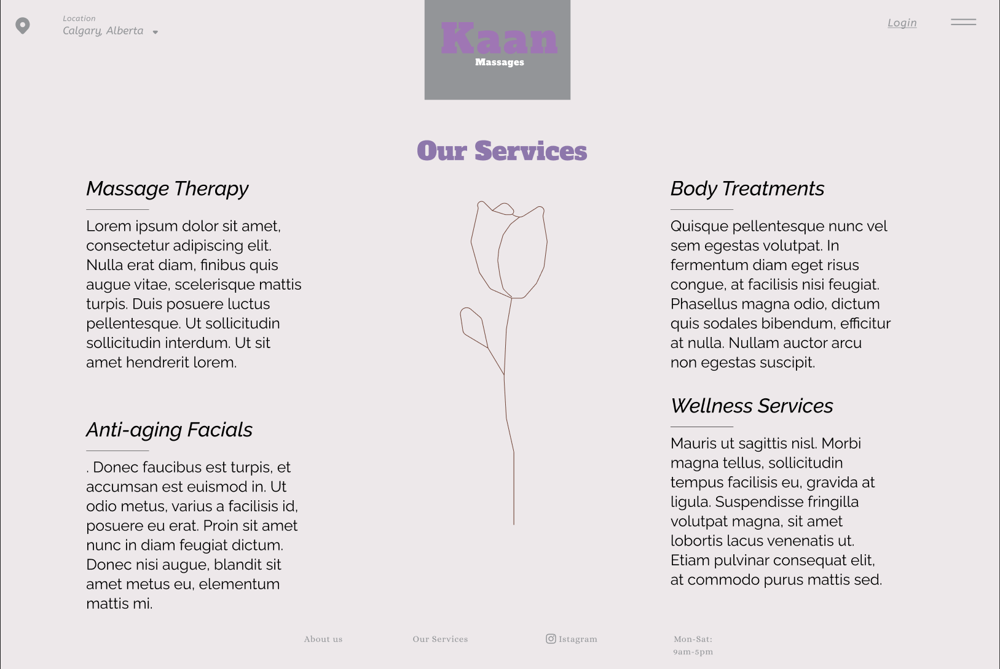 Location
Calgary, Alberta
Kaan
Massages
Login
Our Services
Massage Therapy
Lorem ipsum dolor sit amet,
consectetur adipiscing elit.
Nulla erat diam, finibus quis
augue vitae, scelerisque mattis
turpis. Duis posuere luctus
pellentesque. Ut sollicitudin
sollicitudin interdum. Ut sit
amet hendrerit lorem.
Anti-aging Facials
. Donec faucibus est turpis, et
accumsan est euismod in. Ut
odio metus, varius a facilisis id,
posuere eu erat. Proin sit amet
nunc in diam feugiat dictum.
Donec nisi augue, blandit sit
amet metus eu, elementum
mattis mi.
Body Treatments
Quisque pellentesque nunc vel
sem egestas volutpat. In
fermentum diam eget risus
congue, at facilisis nisi feugiat.
Phasellus magna odio, dictum
quis sodales bibendum, efficitur
at nulla. Nullam auctor arcu
non egestas suscipit.
Wellness Services
Mauris ut sagittis nisl. Morbi
magna tellus, sollicitudin
tempus facilisis eu, gravida at
ligula. Suspendisse fringilla
volutpat magna, sit amet
lobortis lacus venenatis ut.
Etiam pulvinar consequat elit,
at commodo purus mattis sed.
About us
Our Services
Istagram
Mon-Sat:
9am-5pm